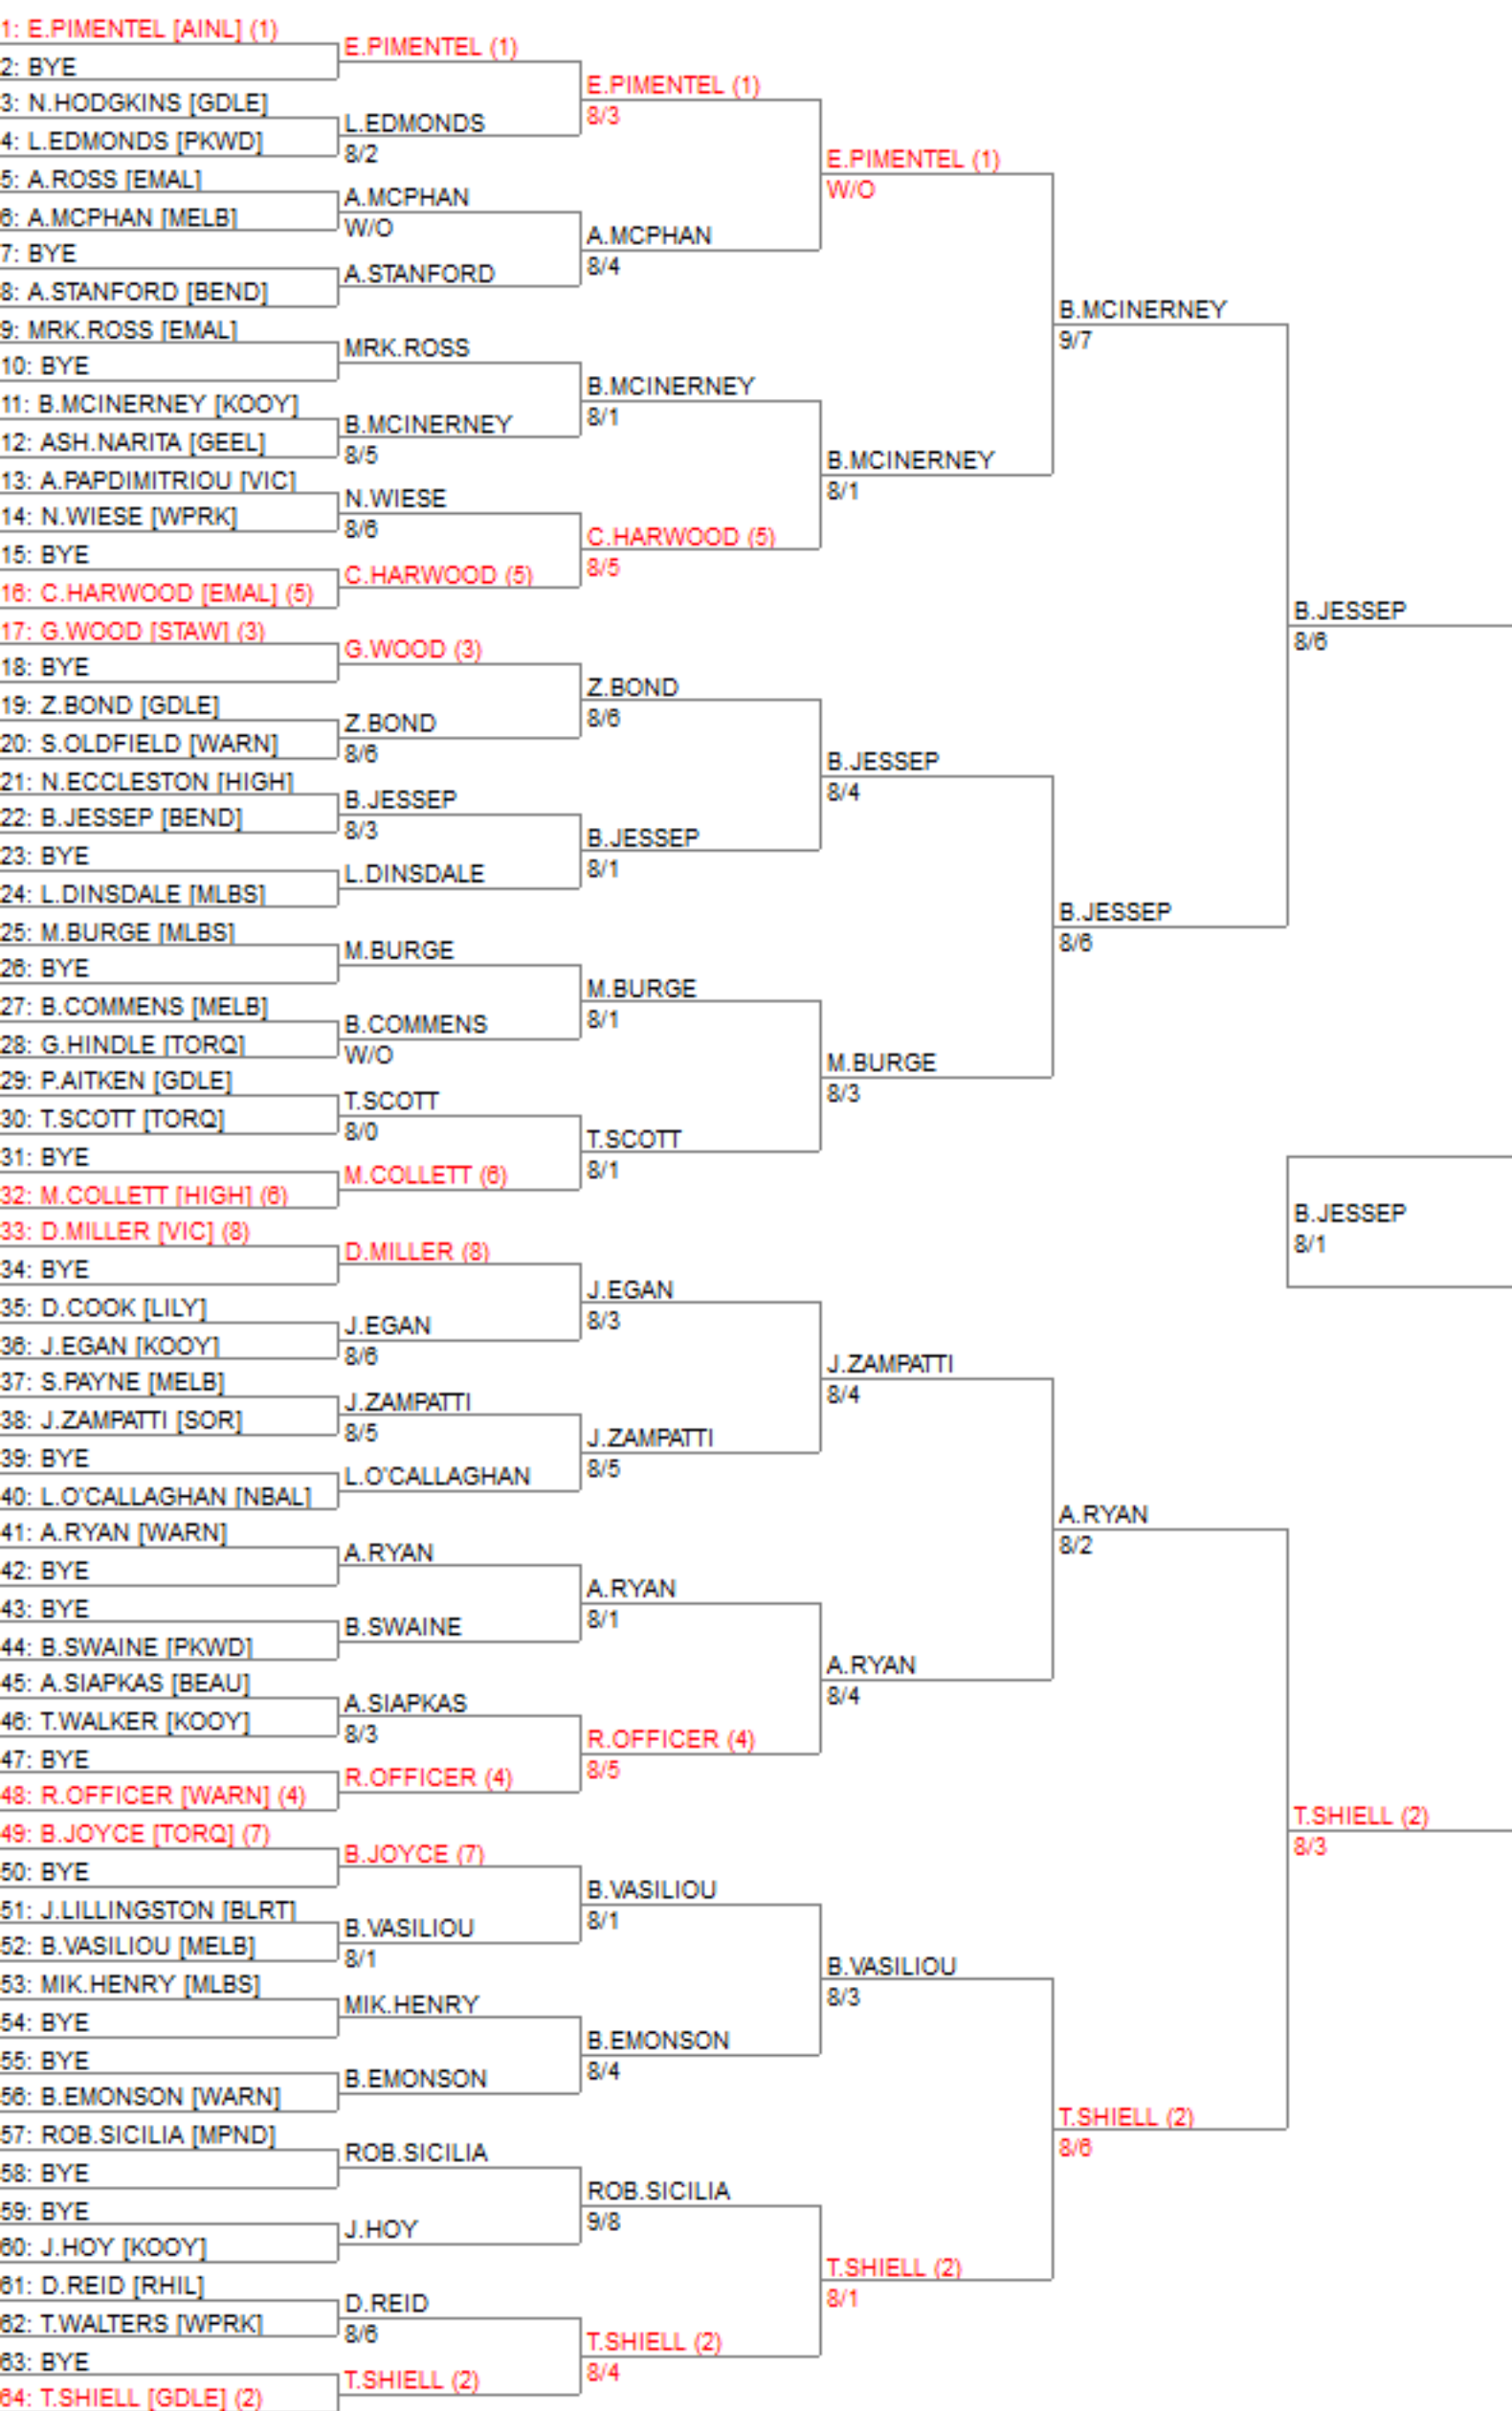 1: E.PIMENTEL [AINL] (1)
2: BYE
3: N.HODGKINS [GDLE]
4: L.EDMONDS [PKWD]
5: A.ROSS [EMAL]
6: A.MCPHAN [MELB]
7: BYE
8: A.STANFORD [BEND]
9: MRK.ROSS [EMAL]
10: BYE
11: B.MCINERNEY [KOOY]
12: ASH.NARITA [GEEL]
13: A.PAPDIMITRIOU [VIC]
14: N.WIESE [WPRK]
15: BYE
16: C.HARWOOD [EMAL] (5)
17: G.WOOD [STAW] (3)
18: BYE
19: Z.BOND [GDLE]
20: S.OLDFIELD [WARN]
21: N.ECCLESTON [HIGH]
22: B.JESSEP [BEND]
23: BYE
24: L.DINSDALE [MLBS]
25: M.BURGE [MLBS]
26: BYE
27: B.COMMENS [MELB]
28: G.HINDLE [TORQ]
29: P.AITKEN [GDLE]
30: T.SCOTT [TORQ]
31: BYE
32: M.COLLETT [HIGH] (6)
33: D.MILLER [VIC] (8)
34: BYE
35: D.COOK [LILY]
36: J.EGAN [KOOY]
37: S.PAYNE [MELB]
38: J.ZAMPATTI [SOR]
39: BYE
40: L.O'CALLAGHAN [NBAL]
41: A.RYAN [WARN]
42: BYE
43: BYE
44: B.SWAINE [PKWD]
45: A.SIAPKAS [BEAU]
46: T.WALKER [KOOY]
47: BYE
48: R.OFFICER [WARN] (4)
49: B.JOYCE [TORQ] (7)
50: BYE
51: J.LILLINGSTON [BLRT]
52: B.VASILIOU [MELB]
53: MIK.HENRY [MLBS]
54: BYE
55: BYE
56: B.EMONSON [WARN]
57: ROB.SICILIA [MPND]
58: BYE
59: BYE
60: J.HOY [KOOY]
61: D.REID [RHIL]
62: T.WALTERS [WPRK]
63: BYE
64: T.SHIELL [GDLE] (2)
E.PIMENTEL (1)
L.EDMONDS
8/2
A.MCPHAN
W/O
A.STANFORD
MRK.ROSS
B.MCINERNEY
8/5
N.WIESE
8/6
C.HARWOOD (5)
G.WOOD (3)
Z.BOND
8/6
B.JESSEP
8/3
L.DINSDALE
M.BURGE
B.COMMENS
W/O
T.SCOTT
8/0
M.COLLETT (6)
D.MILLER (8)
J.EGAN
8/6
J.ZAMPATTI
8/5
L.O'CALLAGHAN
A.RYAN
B.SWAINE
A.SIAPKAS
8/3
R.OFFICER (4)
B.JOYCE (7)
B.VASILIOU
8/1
MIK.HENRY
B.EMONSON
ROB.SICILIA
J.HOY
D.REID
8/6
T.SHIELL (2)
E.PIMENTEL (1)
8/3
A.MCPHAN
8/4
B.MCINERNEY
8/1
C.HARWOOD (5)
8/5
Z.BOND
8/6
B.JESSEP
8/1
M.BURGE
8/1
T.SCOTT
8/1
J.EGAN
8/3
J.ZAMPATTI
8/5
A.RYAN
8/1
R.OFFICER (4)
8/5
B.VASILIOU
8/1
B.EMONSON
8/4
ROB.SICILIA
9/8
T.SHIELL (2)
8/4
E.PIMENTEL (1)
W/O
B.MCINERNEY
8/1
B.JESSEP
8/4
M.BURGE
8/3
J.ZAMPATTI
8/4
A.RYAN
8/4
B.VASILIOU
8/3
T.SHIELL (2)
8/1
B.MCINERNEY
9/7
B.JESSEP
8/6
A.RYAN
8/2
T.SHIELL (2)
8/6
B.JESSEP
8/6
B.JESSEP
8/1
T.SHIELL (2)
8/3